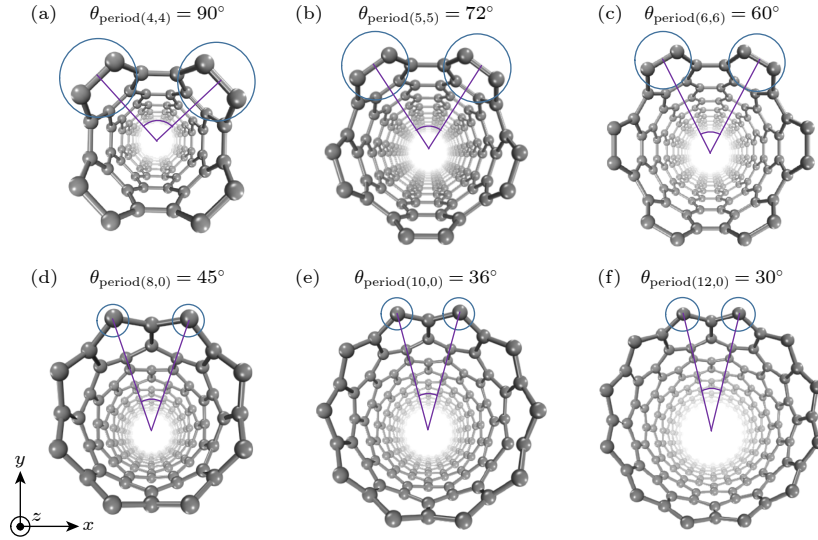 (a) θperiod(4,4) = 90°
(b) θperiod(5,5) = 72°
(c) θperiod(6,6) = 60°
(d) θperiod(8,0) = 45°
(e) θperiod(10,0) = 36°
(f) θperiod(12,0) = 30°
y
z
x